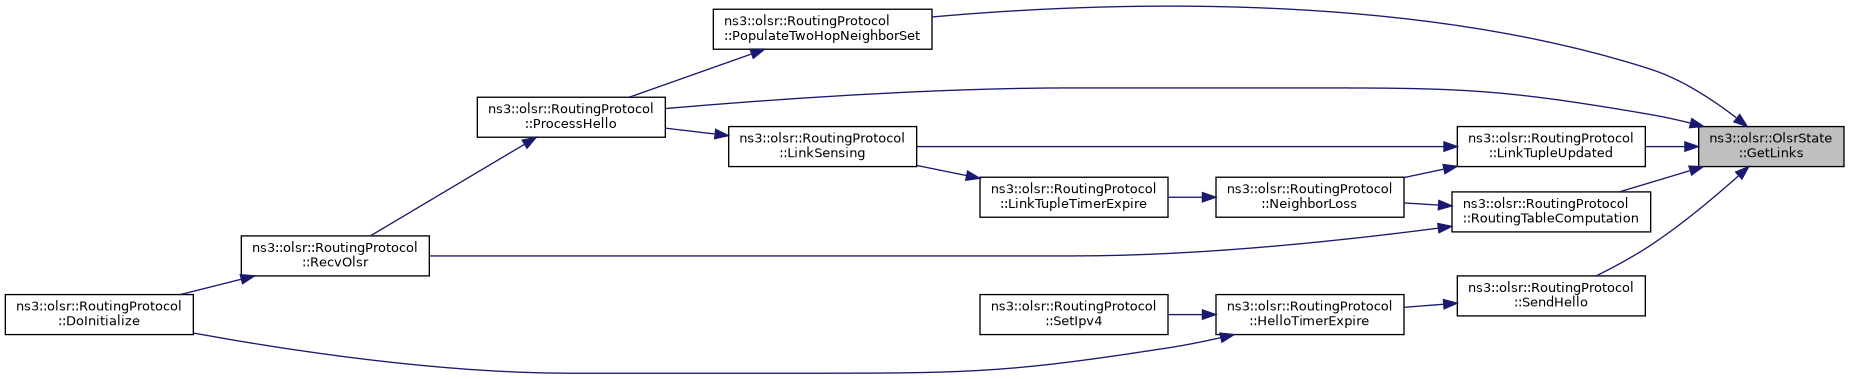 ns3::olsr::RoutingProtocol
::PopulateTwoHopNeighborSet
ns3::olsr::RoutingProtocol
::ProcessHello
ns3::olsr::RoutingProtocol
::LinkSensing
ns3::olsr::RoutingProtocol
::LinkTupleUpdated
ns3::olsr::OlsrState
::GetLinks
ns3::olsr::RoutingProtocol
::LinkTupleTimerExpire
ns3::olsr::RoutingProtocol
::NeighborLoss
ns3::olsr::RoutingProtocol
::RoutingTableComputation
ns3::olsr::RoutingProtocol
::RecvOlsr
ns3::olsr::RoutingProtocol
::SendHello
ns3::olsr::RoutingProtocol
::DoInitialize
ns3::olsr::RoutingProtocol
::SetIpv4
ns3::olsr::RoutingProtocol
::HelloTimerExpire